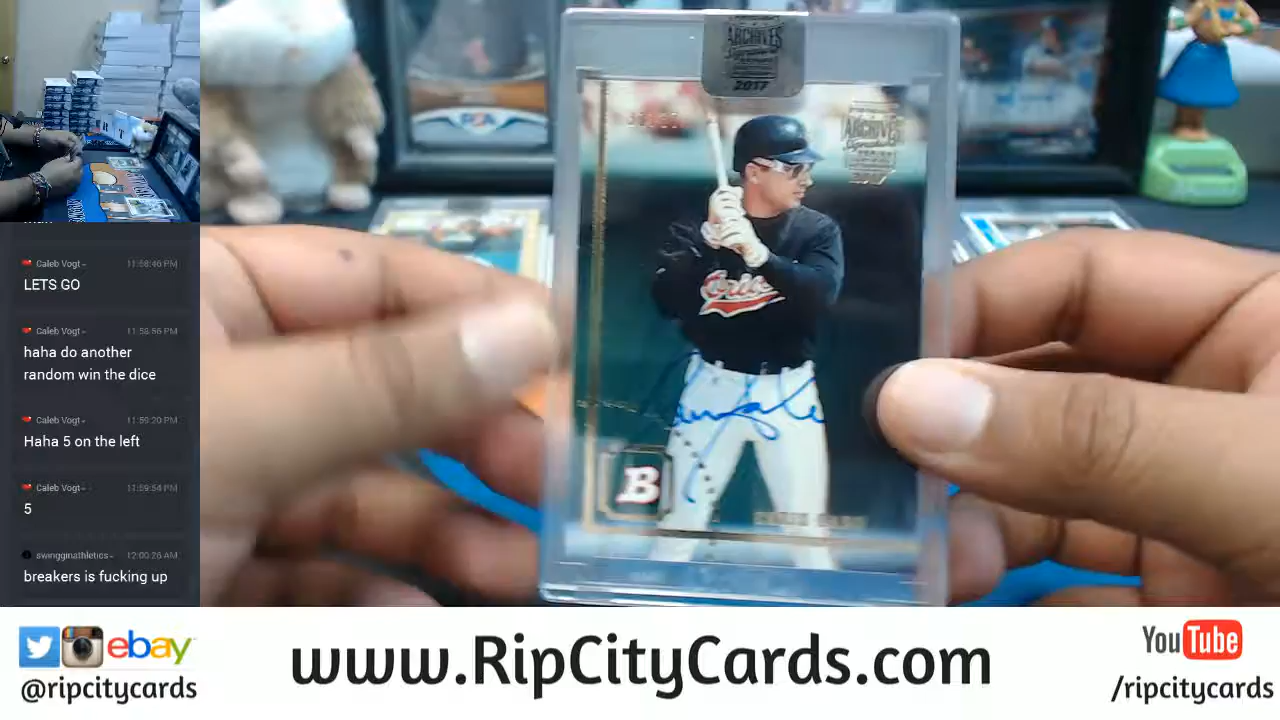 Caleb Vogt
11:58:46 PM
LETS GO
Caleb Vogt
11:58:56 PM
haha do another
random win the dice
Caleb Vogt
11:59:20 PM
Haha 5 on the left
Caleb Vogt
11:59:54 PM
5
swingginathletics
12:00:26 AM
breakers is fucking up
ARCHIVES
2017
ARCHIVES
B
ebay
@ripcitycards
www.RipCityCards.com
YouTube
/ripcitycards